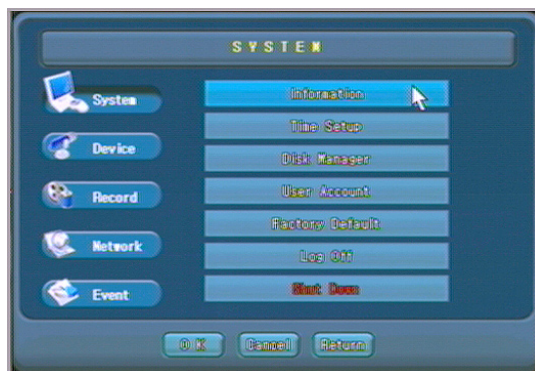 SYSTEM
System
Device
Record
Network
Event
Information
Time Setup
Disk Manager
User Account
Factory Default
Log Off
Shut Down
OK Cancel Return